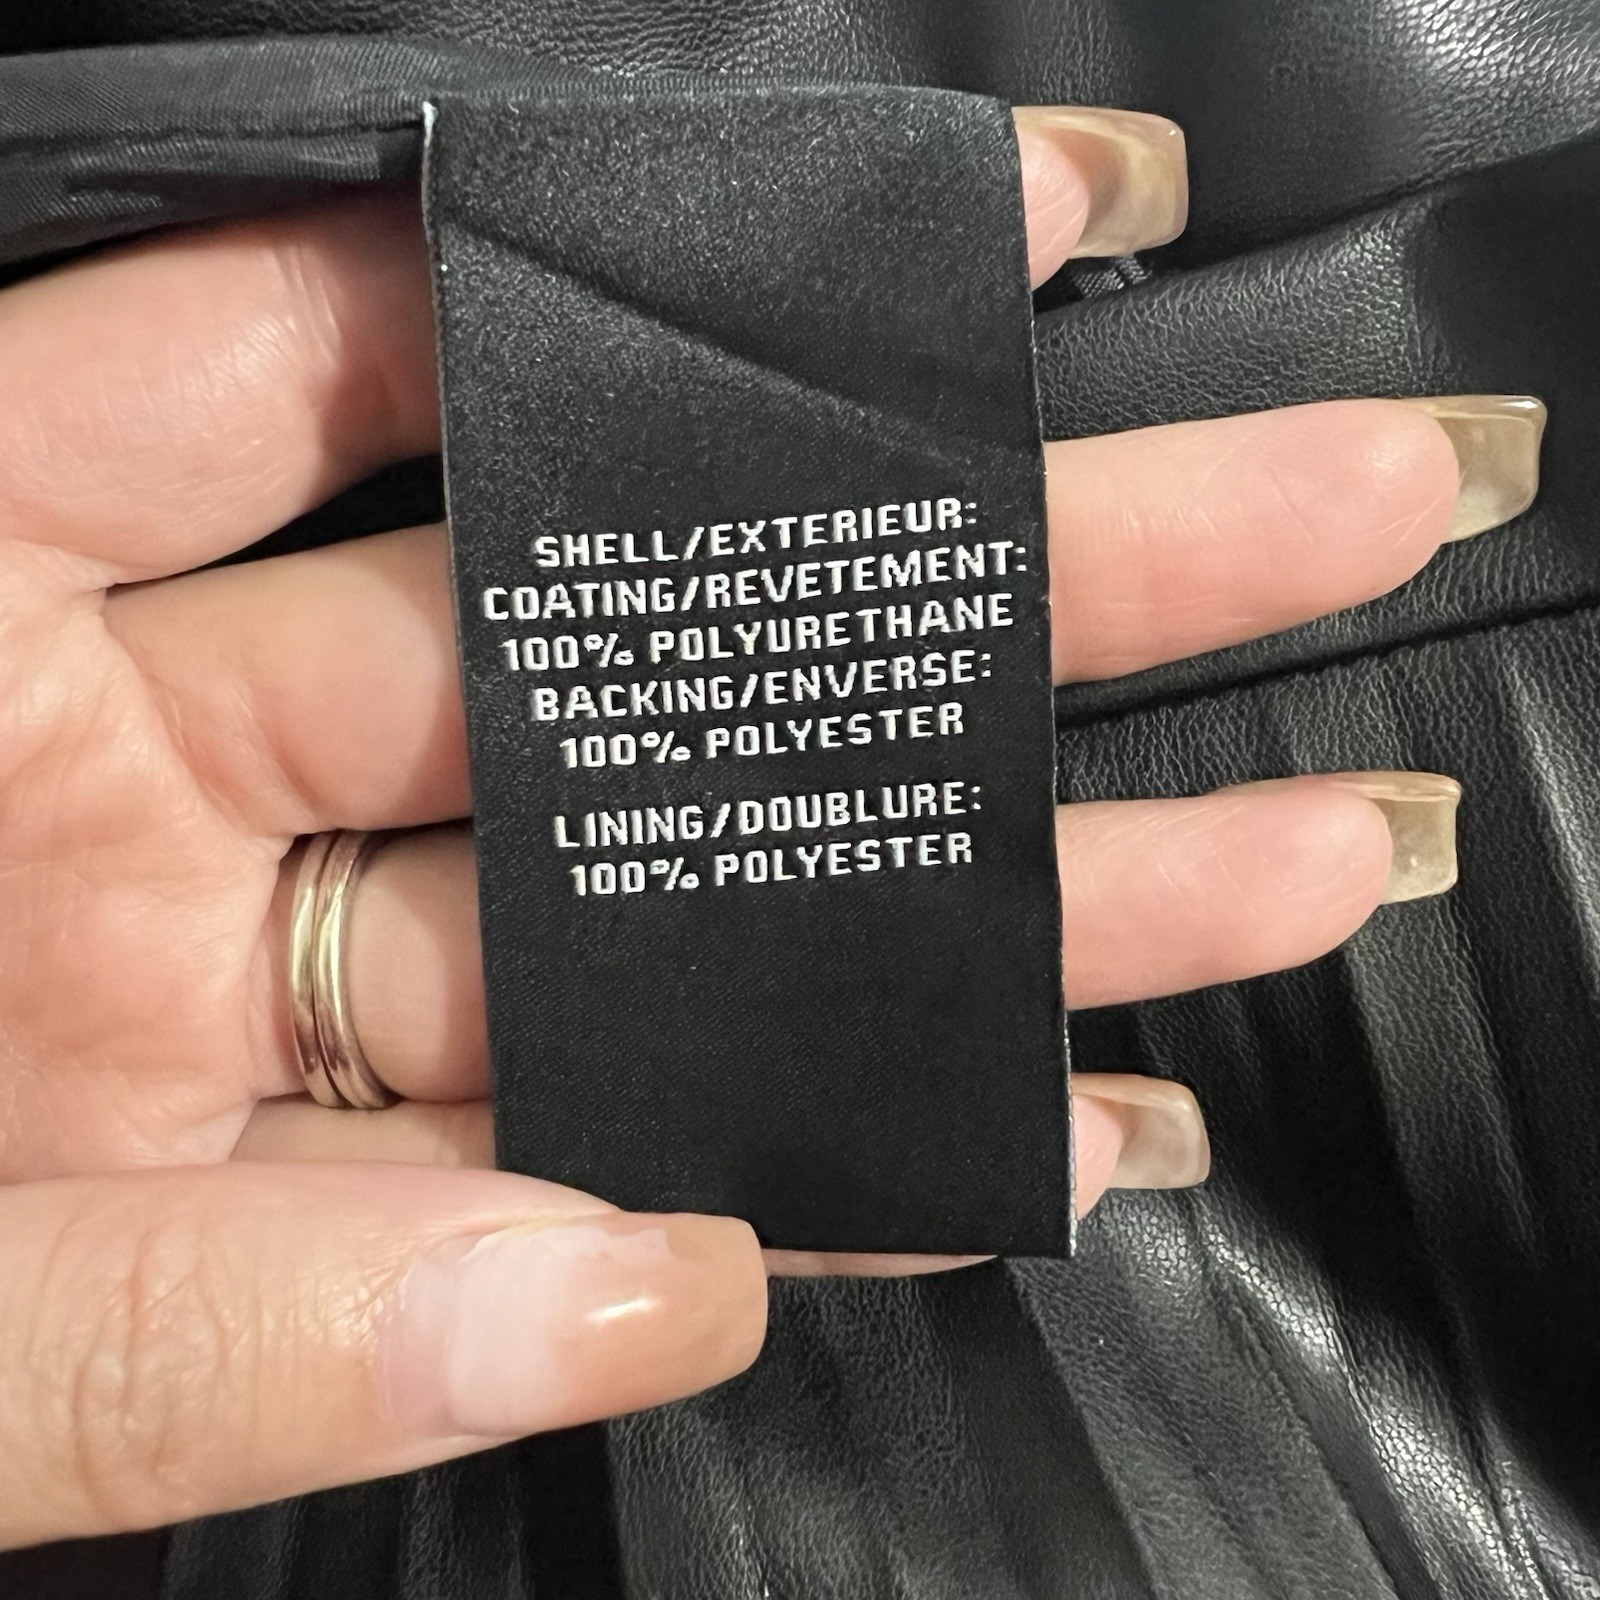 SHELL/EXTERIEUR:
COATING/REVETEMENT:
100% POLYURETHANE
BACKING/ENVERSE:
100% POLYESTER
LINING/DOUBLURE:
100% POLYESTER